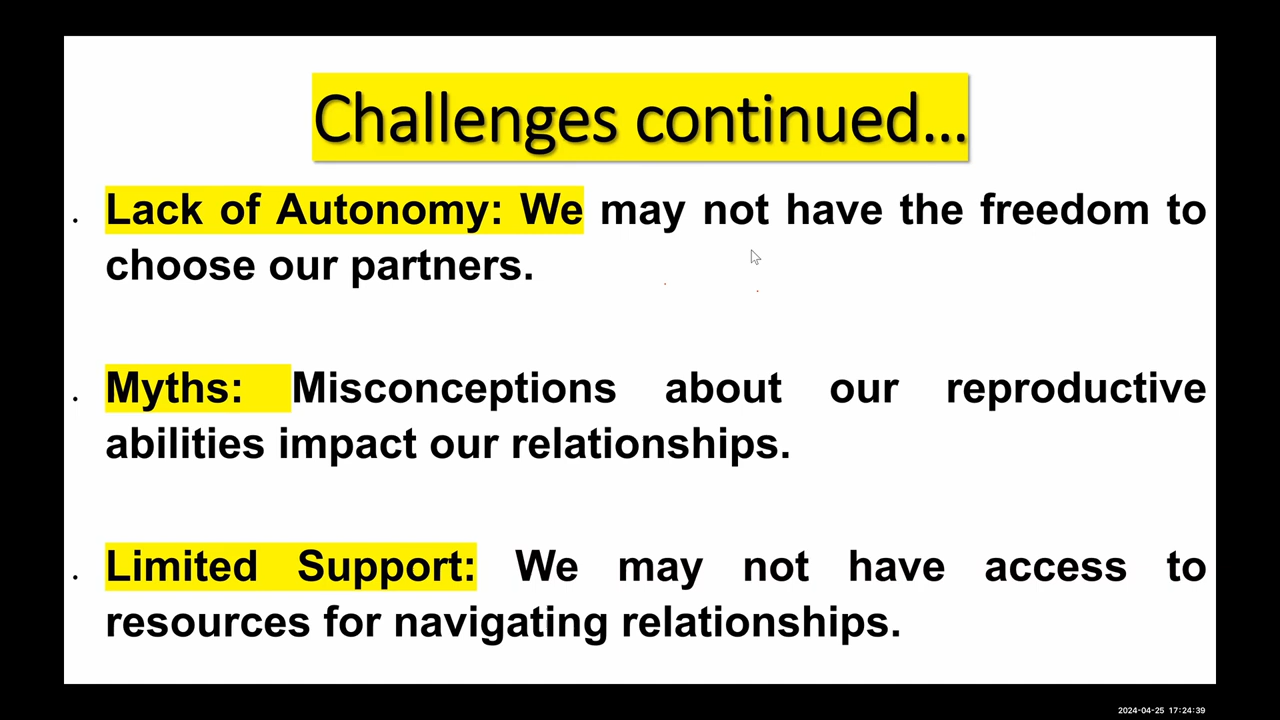 Challenges continued...
. Lack of Autonomy: We may not have the freedom to
choose our partners.
. Myths: Misconceptions about our reproductive
abilities impact our relationships.
. Limited Support: We may not have access to
resources for navigating relationships.
2024-04-25 17:24:39